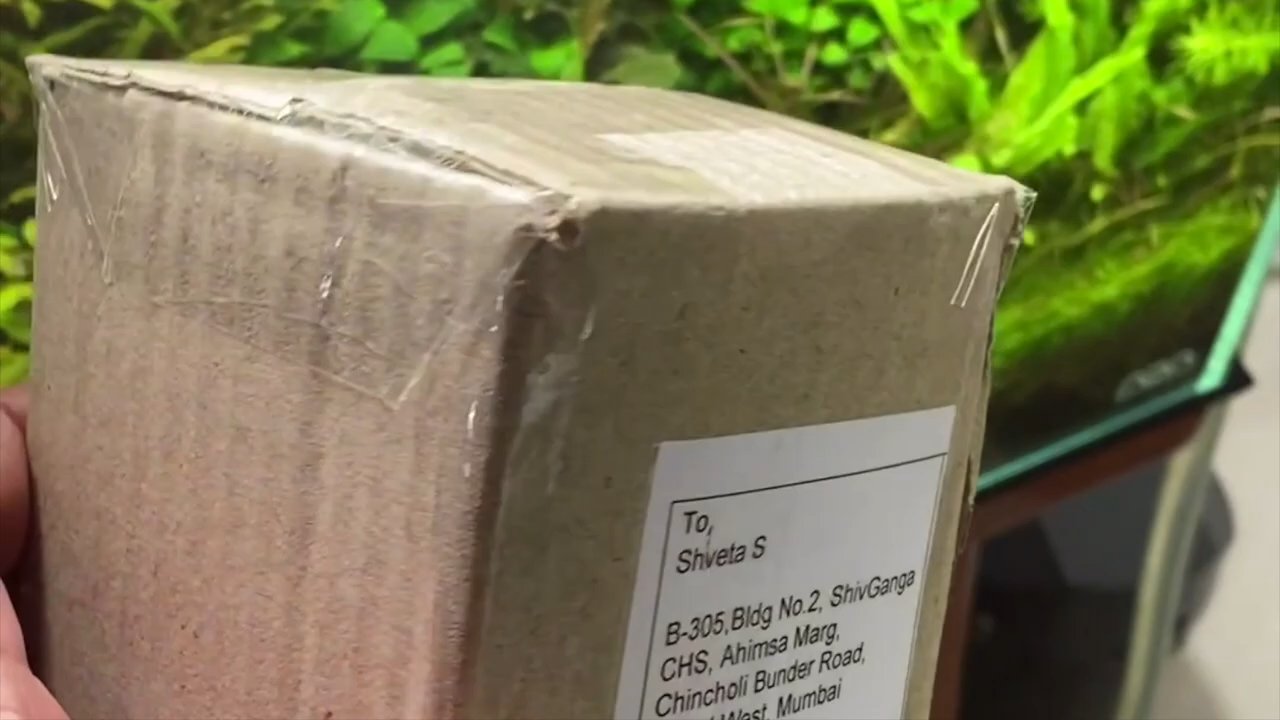 To,
Shveta S
B-305,Bldg No.2, ShivGanga
CHS, Ahimsa Marg,
Chincholi Bunder Road,
West, Mumbai